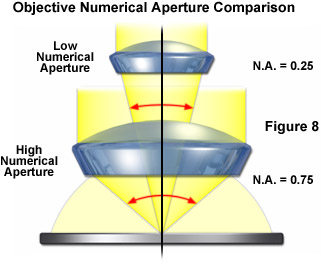 Objective Numerical Aperture Comparison
Low
Numerical
Aperture
N.A. = 0.25
Figure 8
High
Numerical
Aperture
N.A. = 0.75